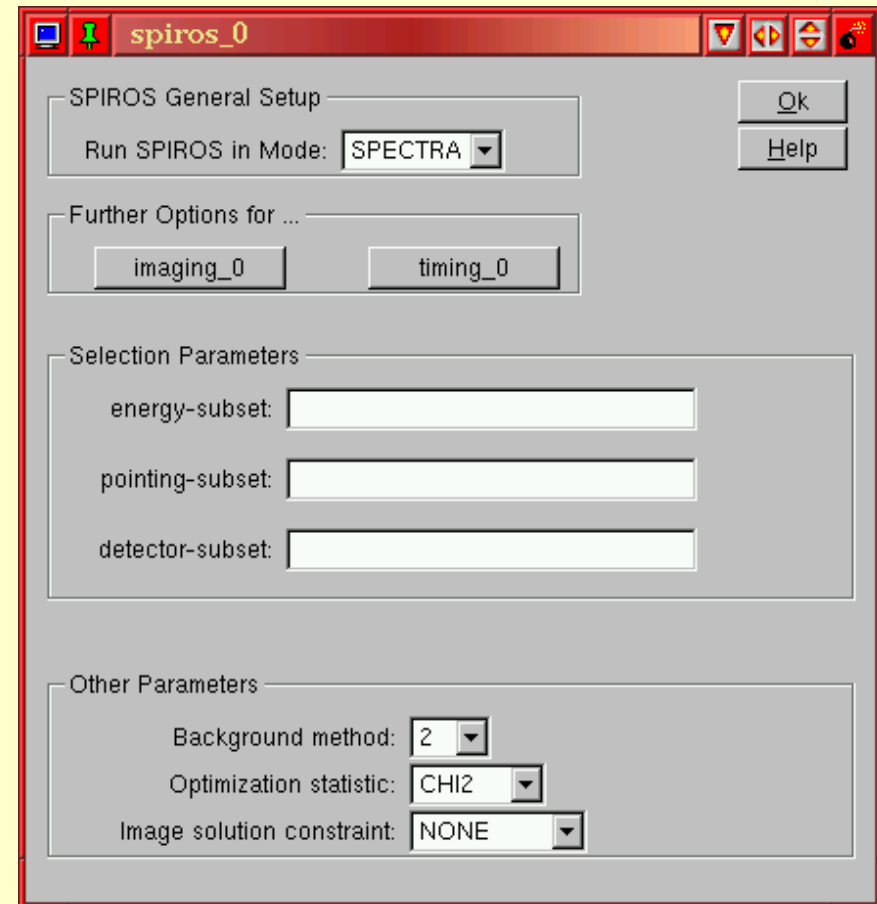 spiros_0
SPIROS General Setup
Ok
Run SPIROS in Mode: SPECTRA
Help
Further Options for ...
imaging_0 timing_0
Selection Parameters
energy-subset:
pointing-subset:
detector-subset:
Other Parameters
Background method: 2
Optimization statistic: CHI2
Image solution constraint: NONE